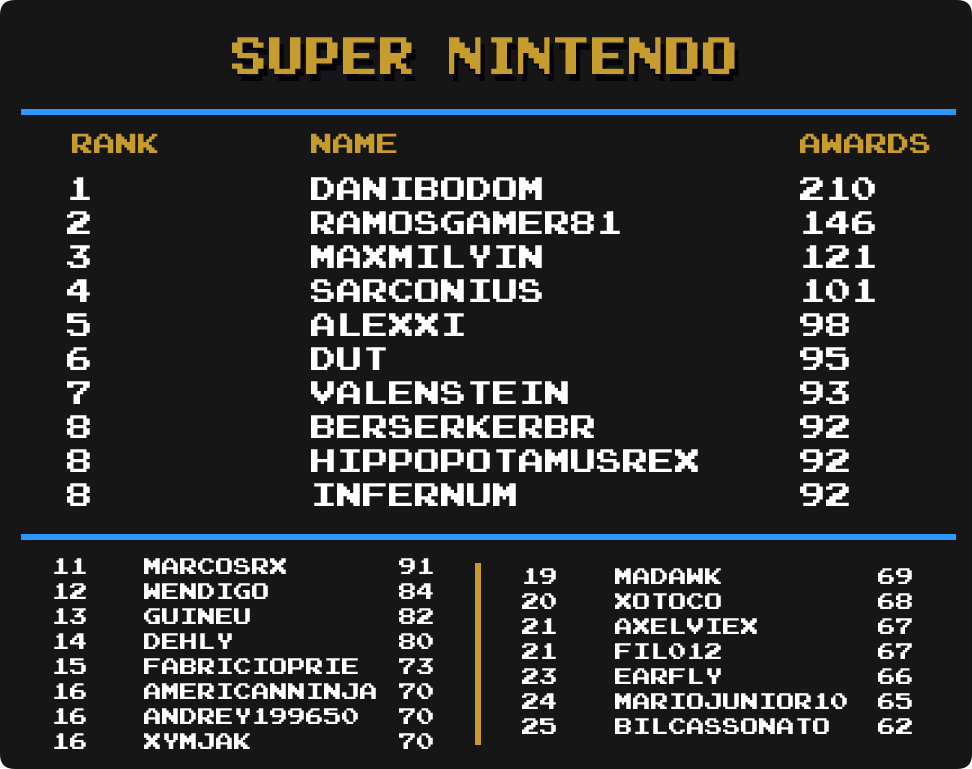 SUPER NINTENDO
RANK NAME AWARDS
1 DANIBODOM 210
2 RAMOSGAMER81 146
3 MAXMILYIN 121
4 SARCONIUS 101
5 ALEXXI 98
6 DUT 95
7 VALENSTEIN 93
8 BERSERKERBR 92
8 HIPPOPOTAMUSREX 92
8 INFERNUM 92
11 MARCOSRX 91
12 WENDIGO 84
13 GUINEU 82
14 DEHLY 80
15 FABRICIOPRIE 73
16 AMERICANNINJA 70
16 ANDREY199650 70
16 XYMJAK 70
19 MADAWK 69
20 XOTOCO 68
21 AXELVIEX 67
21 FIL012 67
23 EARFLY 66
24 MARIOJUNIOR10 65
25 BILCASSONATO 62